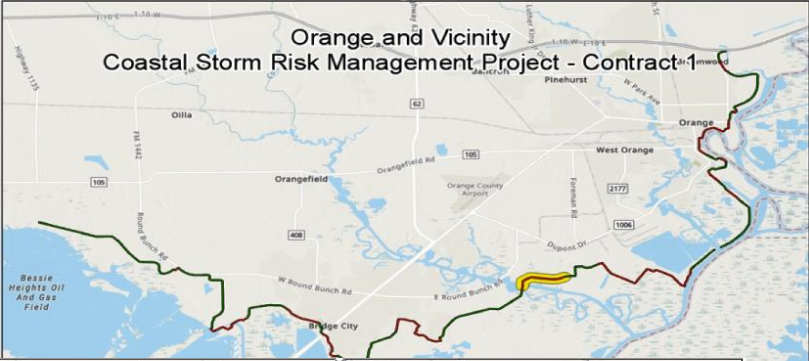 Orange and Vicinity
Coastal Storm Risk Management Project - Contract 1
I-10 E
I-10-W
I-10-W
I-10-E
Highway 1135
FM 1442
62
Pinehurst
W Park Ave
Oilla
Orange
West Orange
105
Orangefield Rd
Orangefield
105
Orange County
Airport
Foreman Rd
2177
1006
408
Round Bunch Rd
Dupont Dr
Bessie
Heights Oil
And Gas
Field
W Round Bunch Rd
E Round Bunch Rd
Bridge City